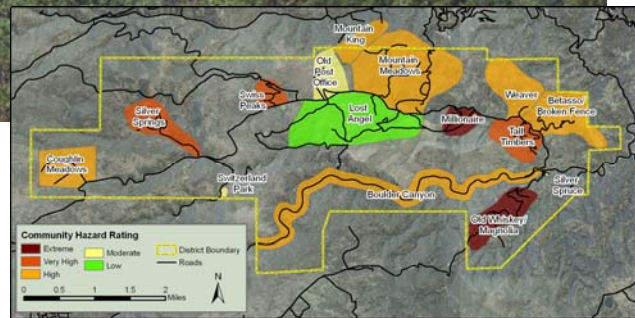 Mountain
King
Old
Post
Office
Mountain
Meadows
Swiss
Peaks
Weaver
Betasso/
Broken Fence
Lost
Angel
Silver
Springs
Millionaire
Tall
Timbers
Coughlin
Meadows
Switzerland
Park
Silver
Spruce
Boulder Canyon
Old Whiskey/
Magnolia
Community Hazard Rating
Extreme
Very High
High
Moderate
Low
District Boundary
Roads
0 0.5 1 1.5 2
Miles
N